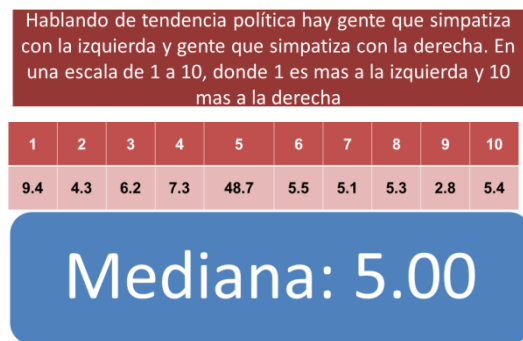 Hablando de tendencia política hay gente que simpatiza
con la izquierda y gente que simpatiza con la derecha. En
una escala de 1 a 10, donde 1 es mas a la izquierda y 10
mas a la derecha
1 2 3 4 5 6 7 8 9 10
9.4 4.3 6.2 7.3 48.7 5.5 5.1 5.3 2.8 5.4
Mediana: 5.00